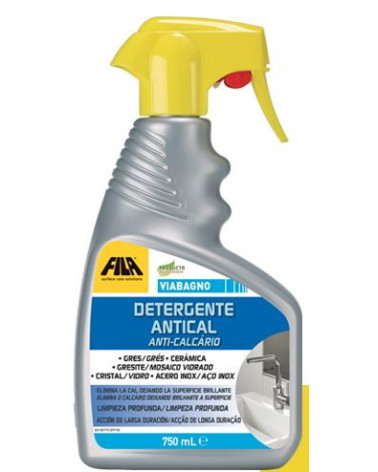 FILA
surface care solutions
PRODUCTO
VIABAGNO
DETERGENTE
ANTICAL
ANTI-CALCÁRIO
• GRES/GRÉS • CERÁMICA
• GRESITE/MOSAICO VIDRADO
• CRISTAL/VIDRO • ACERO INOX/AÇO INOX
ELIMINA LA CAL, DEJANDO LA SUPERFICIE BRILLANTE
ELIMINA O CALCÁRIO DEIXANDO BRILHANTE A SUPERFÍCIE
LIMPIEZA PROFUNDA/LIMPEZA PROFUNDA
ACCIÓN DE LARGA DURACIÓN/ACÇÃO DE LONGA DURAÇÃO
750 mL ℮